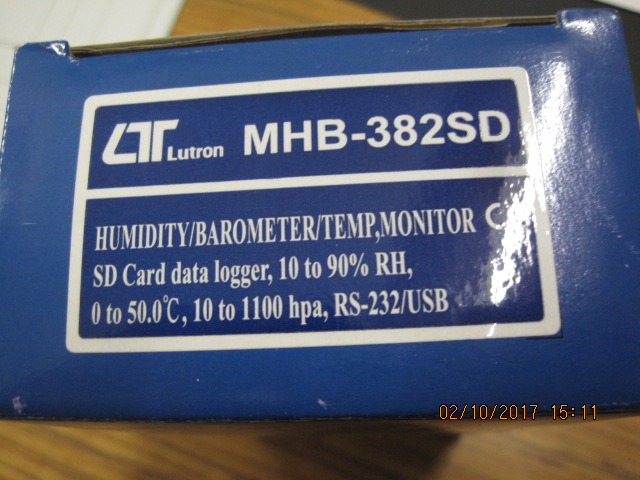 Lutron MHB-382SD
HUMIDITY/BAROMETER/TEMP,MONITOR
SD Card data logger, 10 to 90% RH,
0 to 50.0℃, 10 to 1100 hpa, RS-232/USB
02/10/2017 15:11